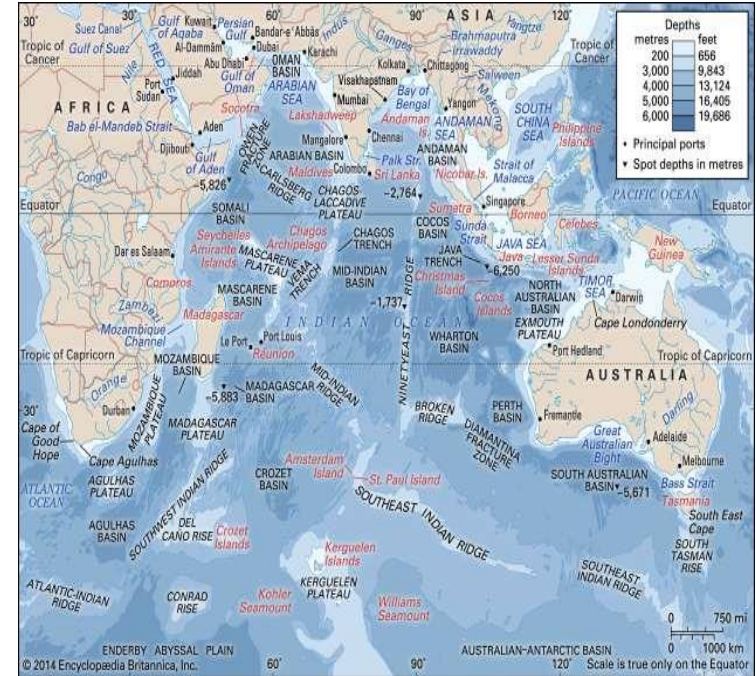 Suez Canal
Gulf of Aqaba
Kuwait
Persian Gulf
30°
60°
90°
120°
ASIA
Yangtze
Bandar-e 'Abbās
Indus
Ganges
Brahmaputra
Irrawaddy
Tropic of Cancer
Gulf of Suez
Al-Dammām
Dubai
Karachi
Tropic of Cancer
Nile
RED SEA
Jiddah
Abu Dhabi
Gulf of Oman
OMAN BASIN
ARABIAN SEA
Kolkata
Chittagong
Salween
Mekong
Port Sudan
Visakhapatnam
Mumbai
Bay of Bengal
Yangon
AFRICA
Socotra
Lakshadweep
Andaman Is.
ANDAMAN SEA
SOUTH CHINA SEA
Philippine Islands
Bab el-Mandeb Strait
Aden
OWEN FRACTURE ZONE
Mangalore
Chennai
Djibouti
Gulf of Aden
ARABIAN BASIN
Colombo
Palk Str.
ANDAMAN BASIN
Congo
CARLSBERG RIDGE
Maldives
Sri Lanka
Nicobar Is.
Strait of Malacca
5,826
CHAGOS-LACCADIVE PLATEAU
2,764
PACIFIC OCEAN
Equator
SOMALI BASIN
Sumatra
Singapore
Borneo
Celebes
Equator
COCOS BASIN
Sunda Strait
JAVA SEA
New Guinea
Dar es Salaam
Seychelles
Amirante Islands
MASCARENE PLATEAU
Chagos Archipelago
CHAGOS TRENCH
JAVA TRENCH
Java
6,250
Lesser Sunda Islands
VEMA TRENCH
MID-INDIAN BASIN
Christmas Island
TIMOR SEA
Comoros
MASCARENE BASIN
1,737
Cocos Islands
NORTH AUSTRALIAN BASIN
Darwin
Zambezi
Madagascar
INDIAN OCEAN
EXMOUTH PLATEAU
Cape Londonderry
Mozambique Channel
Le Port
Port Louis
Réunion
NINETYEAST RIDGE
WHARTON BASIN
Port Hedland
Tropic of Capricorn
MOZAMBIQUE BASIN
Tropic of Capricorn
Orange
MID-INDIAN RIDGE
AUSTRALIA
Durban
MOZAMBIQUE PLATEAU
5,883
MADAGASCAR BASIN
30°
MADAGASCAR PLATEAU
BROKEN RIDGE
PERTH BASIN
Fremantle
Darling
30°
Cape of Good Hope
Cape Agulhas
DIAMANTINA FRACTURE ZONE
Great Australian Bight
Adelaide
Melbourne
AGULHAS PLATEAU
Amsterdam Island
St. Paul Island
SOUTH AUSTRALIAN BASIN
5,671
Bass Strait
Tasmania
ATLANTIC OCEAN
SOUTHWEST INDIAN RIDGE
CROZET BASIN
SOUTHEAST INDIAN RIDGE
South East Cape
AGULHAS BASIN
DEL CAÑO RISE
Crozet Islands
SOUTH TASMAN RISE
Kerguelen Islands
KERGUELEN PLATEAU
SOUTHEAST INDIAN RIDGE
ATLANTIC-INDIAN RIDGE
CONRAD RISE
Kohler Seamount
Williams Seamount
0 750 mi
0 1000 km
ENDERBY ABYSSAL PLAIN
AUSTRALIAN-ANTARCTIC BASIN
© 2014 Encyclopædia Britannica, Inc.
60°
90°
120°
Scale is true only on the Equator
Depths
metres feet
200 656
3,000 9,843
4,000 13,124
5,000 16,405
6,000 19,686
Principal ports
Spot depths in metres